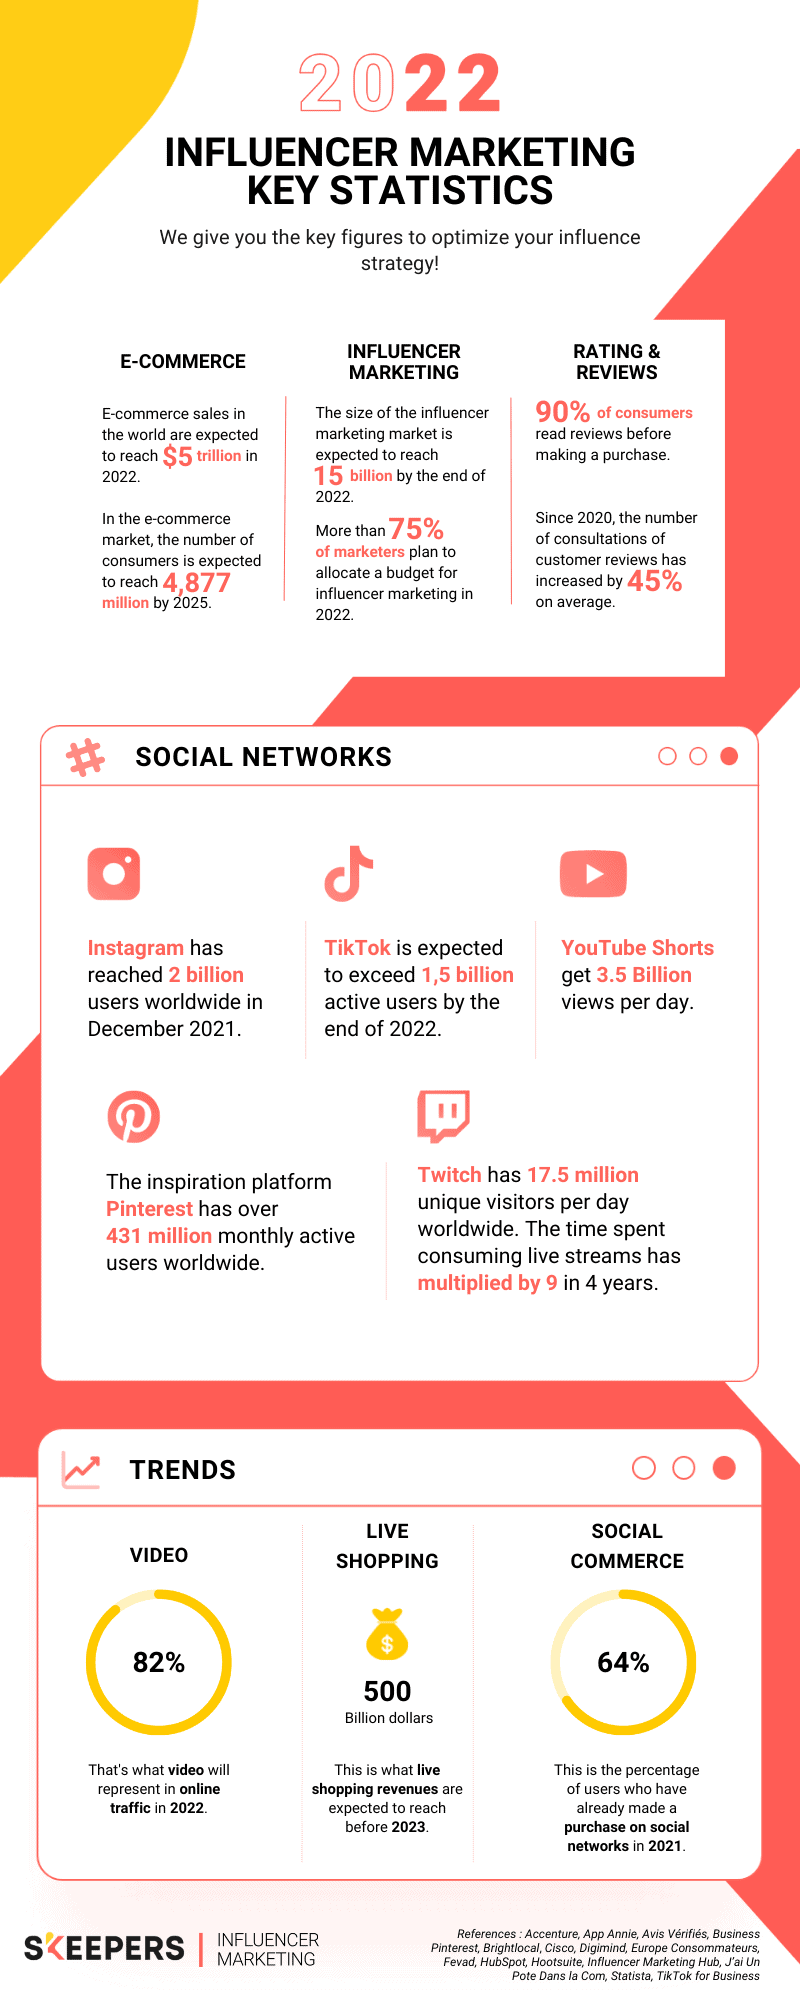 2022
INFLUENCER MARKETING
KEY STATISTICS
We give you the key figures to optimize your influence
strategy!
E-COMMERCE
E-commerce sales in
the world are expected
to reach $5 trillion in
2022.
In the e-commerce
market, the number of
consumers is expected
to reach 4,877
million by 2025.
INFLUENCER
MARKETING
The size of the influencer
marketing market is
expected to reach
15 billion by the end of
2022.
More than 75%
of marketers plan to
allocate a budget for
influencer marketing in
2022.
RATING &
REVIEWS
90% of consumers
read reviews before
making a purchase.
Since 2020, the number
of consultations of
customer reviews has
increased by 45%
on average.
SOCIAL NETWORKS
Instagram has
reached 2 billion
users worldwide in
December 2021.
TikTok is expected
to exceed 1,5 billion
active users by the
end of 2022.
YouTube Shorts
get 3.5 Billion
views per day.
The inspiration platform
Pinterest has over
431 million monthly active
users worldwide.
Twitch has 17.5 million
unique visitors per day
worldwide. The time spent
consuming live streams has
multiplied by 9 in 4 years.
TRENDS
VIDEO
82%
That's what video will
represent in online
traffic in 2022.
LIVE
SHOPPING
$
500
Billion dollars
This is what live
shopping revenues are
expected to reach
before 2023.
SOCIAL
COMMERCE
64%
This is the percentage
of users who have
already made a
purchase on social
networks in 2021.
SKEEPERS
INFLUENCER
MARKETING
References : Accenture, App Annie, Avis Vérifiés, Business
Pinterest, Brightlocal, Cisco, Digimind, Europe Consommateurs,
Fevad, HubSpot, Hootsuite, Influencer Marketing Hub, J'ai Un
Pote Dans la Com, Statista, TikTok for Business